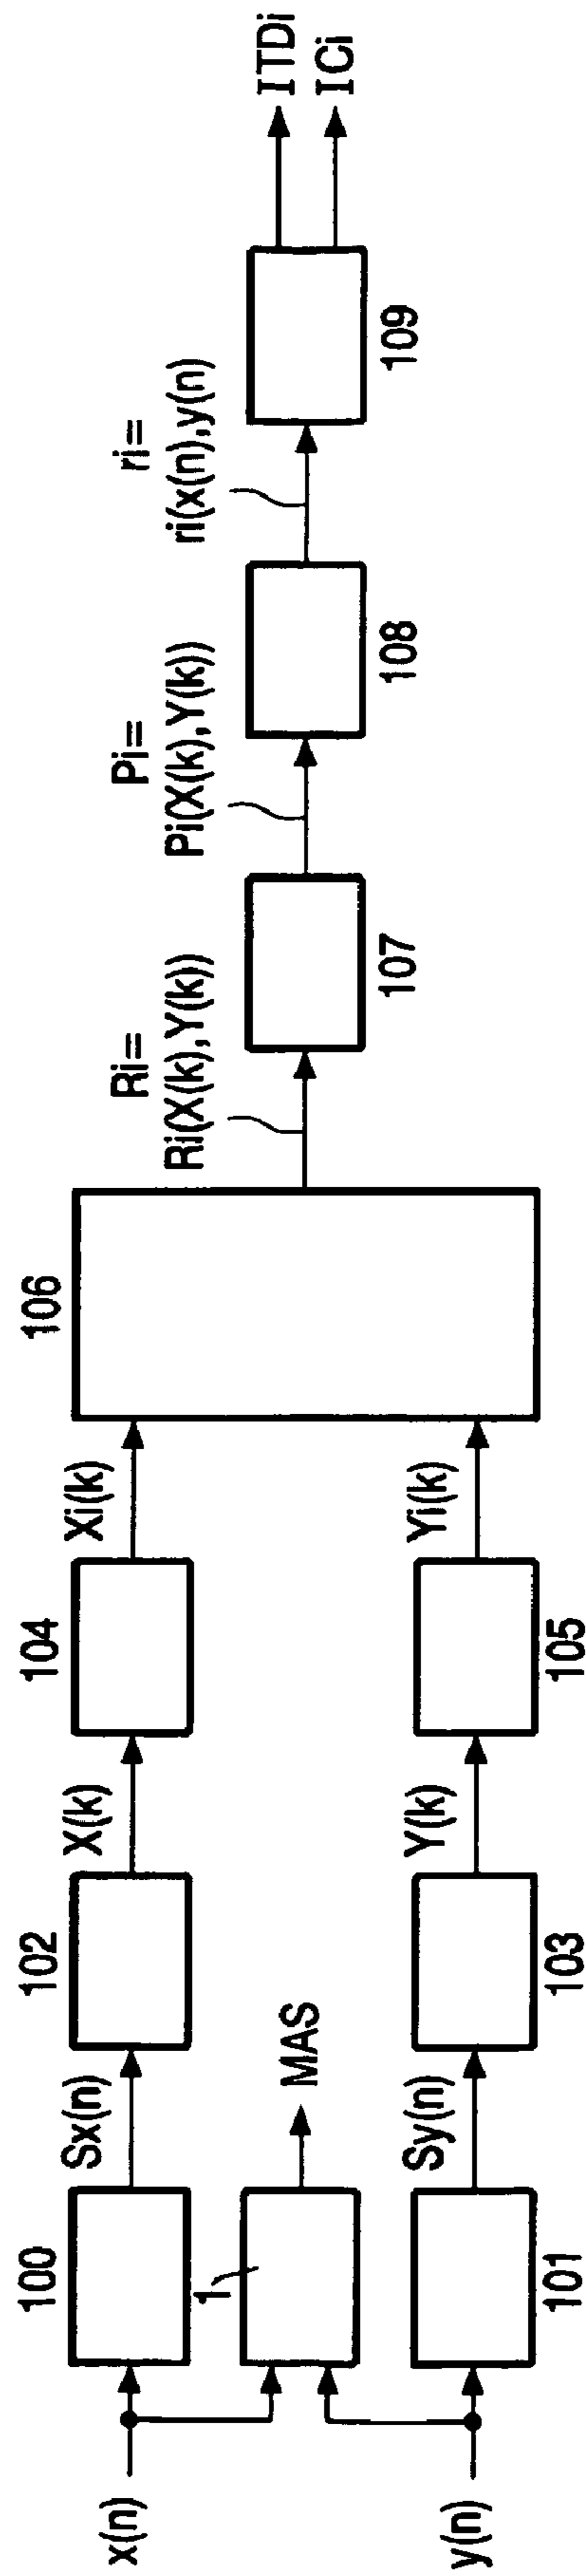 x(n)
y(n)
100
1
101
Sx(n)
MAS
Sy(n)
102
103
X(k)
Y(k)
104
105
Xi(k)
Yi(k)
106
Ri=
Ri(X(k),Y(k))
107
Pi=
Pi(X(k),Y(k))
108
ri=
ri(x(n),y(n)
109
ITDi
ICi